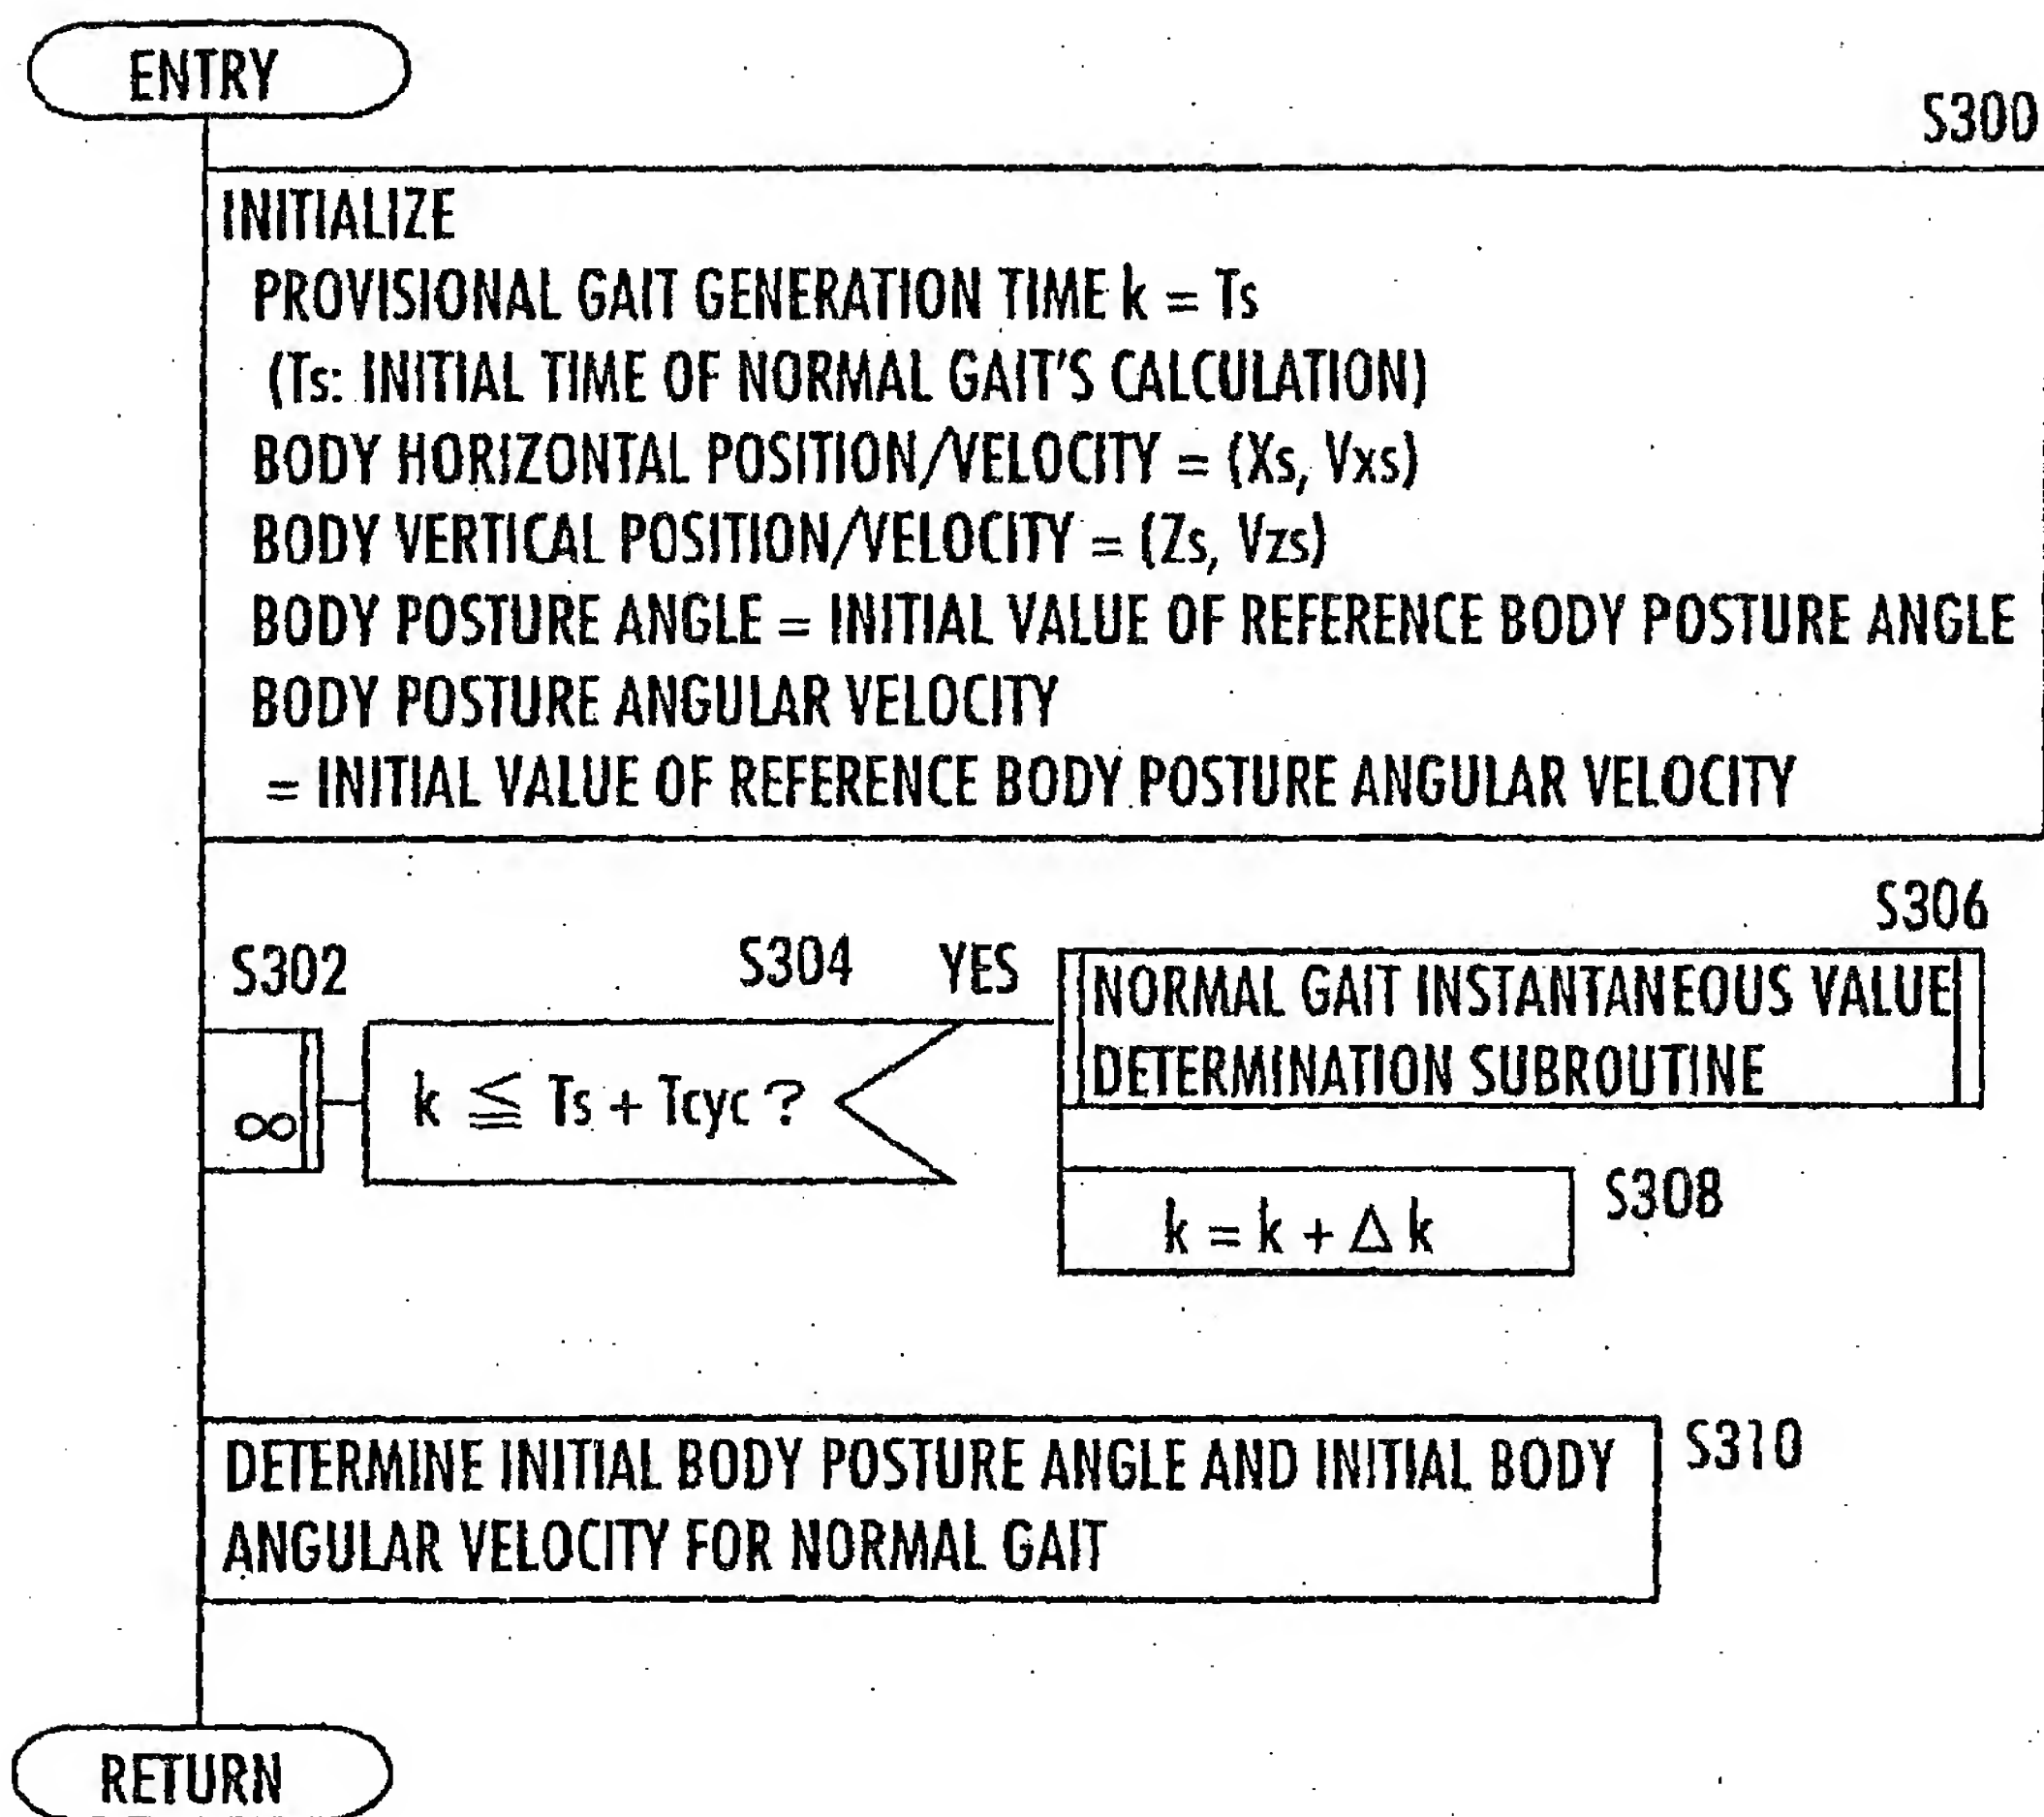 ENTRY
S300
INITIALIZE
PROVISIONAL GAIT GENERATION TIME k = Ts
(Ts: INITIAL TIME OF NORMAL GAIT'S CALCULATION)
BODY HORIZONTAL POSITION/VELOCITY = (Xs, Vxs)
BODY VERTICAL POSITION/VELOCITY = (Zs, Vzs)
BODY POSTURE ANGLE = INITIAL VALUE OF REFERENCE BODY POSTURE ANGLE
BODY POSTURE ANGULAR VELOCITY
= INITIAL VALUE OF REFERENCE BODY POSTURE ANGULAR VELOCITY
S302
∞
S304
k ≦ Ts + Tcyc ?
YES
S306
NORMAL GAIT INSTANTANEOUS VALUE
DETERMINATION SUBROUTINE
k = k + Δ k
S308
DETERMINE INITIAL BODY POSTURE ANGLE AND INITIAL BODY
ANGULAR VELOCITY FOR NORMAL GAIT
S310
RETURN